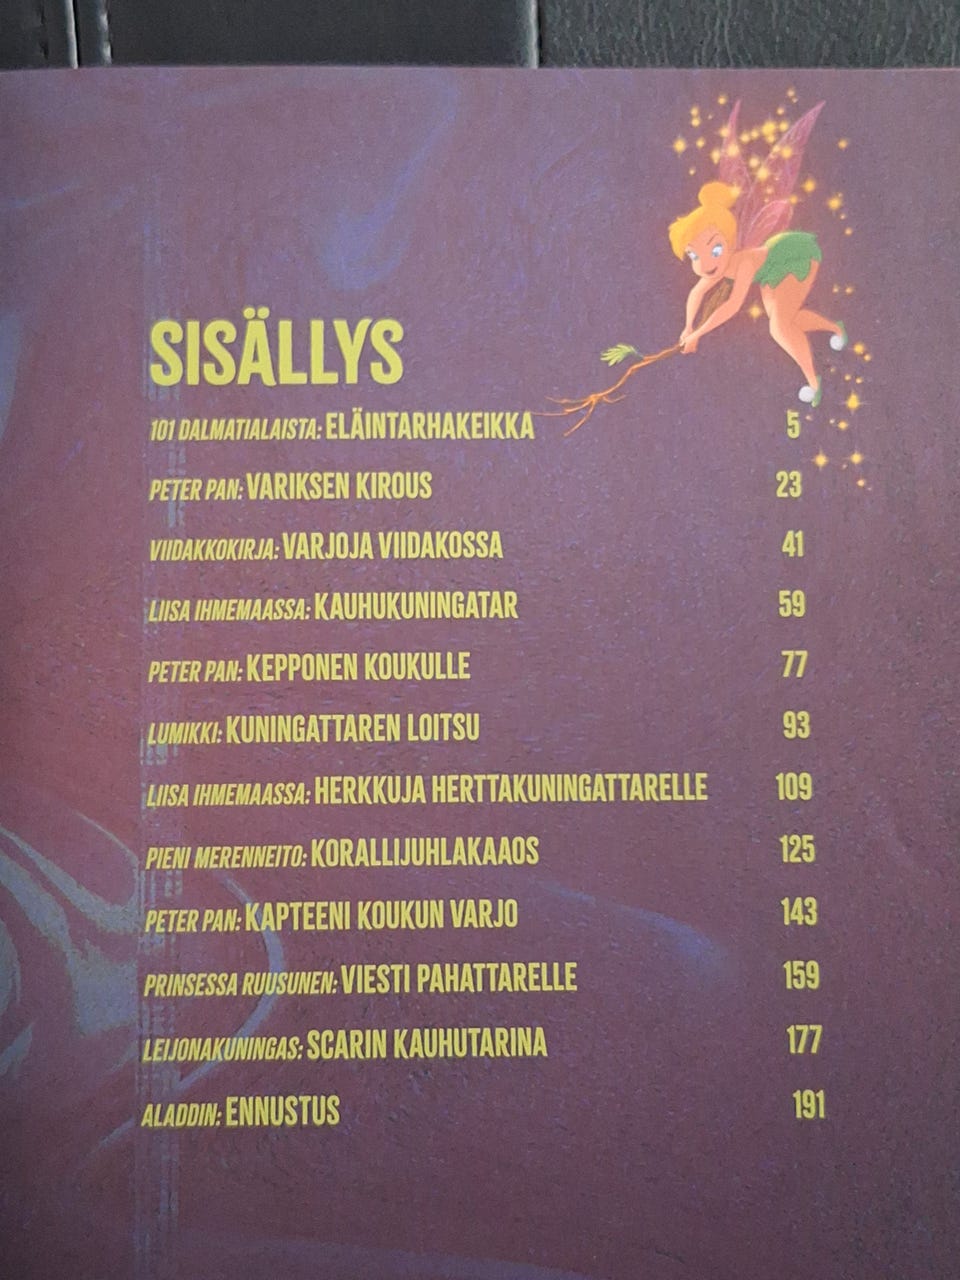 SISÄLLYS
101 DALMATIALAISTA: ELÄINTARHAKEIKKA 5
PETER PAN: VARIKSEN KIROUS 23
VIIDAKKOKIRJA: VARJOJA VIIDAKOSSA 41
LIISA IHMEMAASSA: KAUHUKUNINGATAR 59
PETER PAN: KEPPONEN KOUKULLE 77
LUMIKKI: KUNINGATTAREN LOITSU 93
LIISA IHMEMAASSA: HERKKUJA HERTTAKUNINGATTARELLE 109
PIENI MERENNEITO: KORALLIJUHLAKAAOS 125
PETER PAN: KAPTEENI KOUKUN VARJO 143
PRINSESSA RUUSUNEN: VIESTI PAHATTARELLE 159
LEIJONAKUNINGAS: SCARIN KAUHUTARINA 177
ALADDIN: ENNUSTUS 191